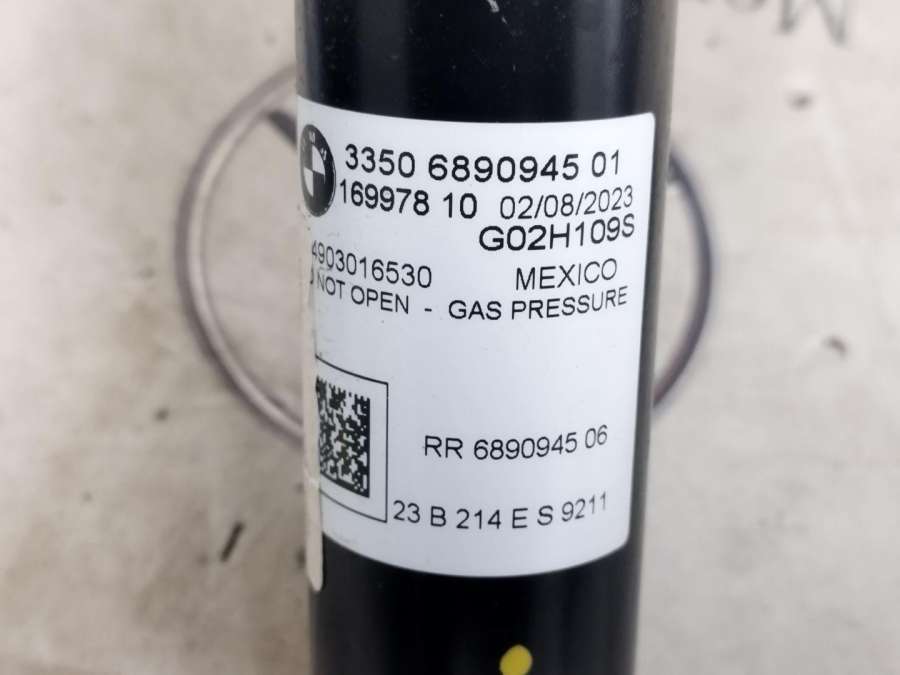 3350 6890945 01
169978 10 02/08/2023
G02H109S
4903016530 MEXICO
NOT OPEN - GAS PRESSURE
RR 6890945 06
23 B 214 E S 9211